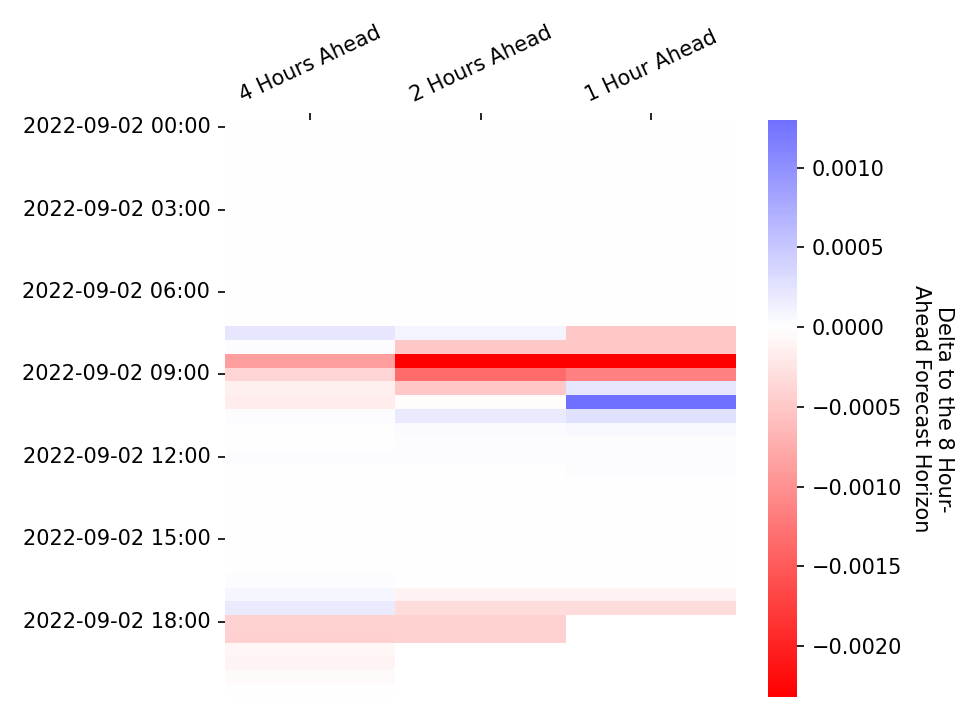 4 Hours Ahead
2 Hours Ahead
1 Hour Ahead
2022-09-02 00:00
2022-09-02 03:00
2022-09-02 06:00
2022-09-02 09:00
2022-09-02 12:00
2022-09-02 15:00
2022-09-02 18:00
0.0010
0.0005
0.0000
−0.0005
−0.0010
−0.0015
−0.0020
Delta to the 8 Hour-
Ahead Forecast Horizon